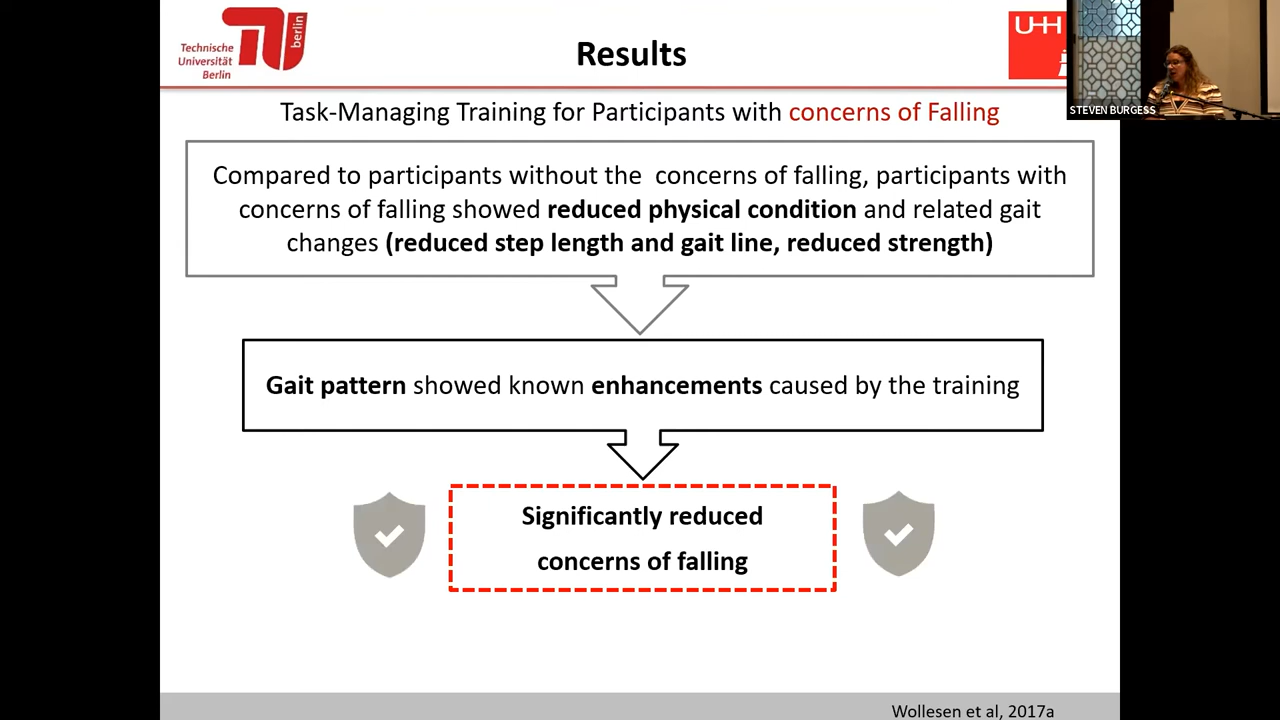 Technische
Universität
Berlin
berlin
Results
UHH
STEVEN BURGESS
Task-Managing Training for Participants with concerns of Falling
Compared to participants without the concerns of falling, participants with
concerns of falling showed reduced physical condition and related gait
changes (reduced step length and gait line, reduced strength)
Gait pattern showed known enhancements caused by the training
Significantly reduced
concerns of falling
Wollesen et al, 2017a